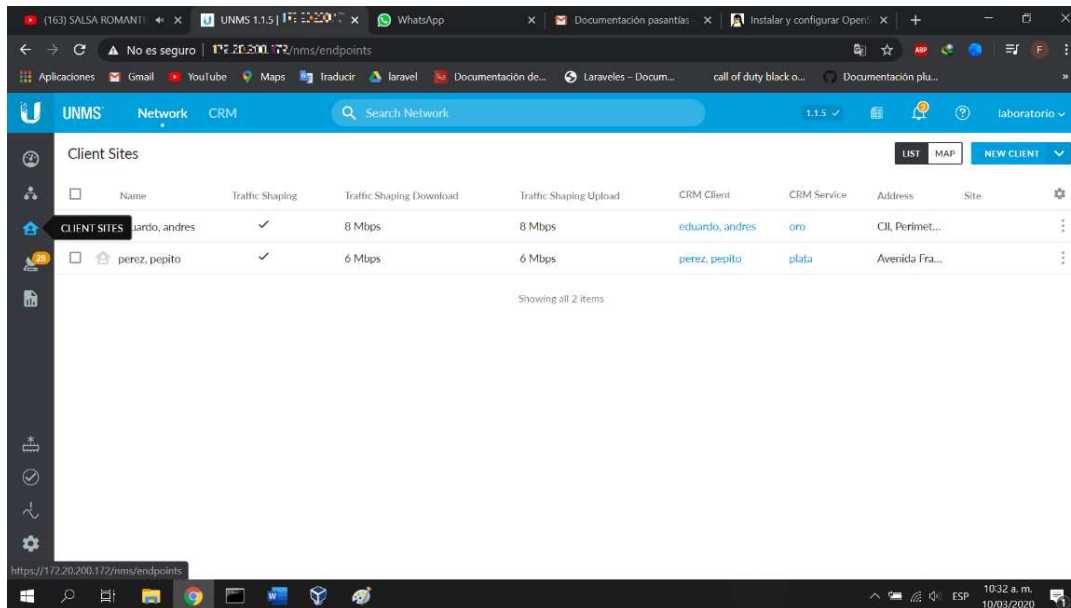 (163) SALSA ROMANTI
UNMS 1.1.5 |
WhatsApp
Documentación pasantías
Instalar y configurar Open
No es seguro | 172.20.200.172/nms/endpoints
ABP
F
Aplicaciones
Gmail
YouTube
Maps
Traducir
laravel
Documentación de...
Laraveles – Docum...
call of duty black o...
Documentación plu...
UNMS Network CRM
Search Network
1.1.5
laboratorio
Client Sites
LIST MAP NEW CLIENT
Name Traffic Shaping Traffic Shaping Download Traffic Shaping Upload CRM Client CRM Service Address Site
CLIENT SITES
uardo, andres ✓ 8 Mbps 8 Mbps eduardo, andres oro Cll, Perimet...
perez, pepito ✓ 6 Mbps 6 Mbps perez, pepito plata Avenida Fra...
Showing all 2 items
https://172.20.200.172/nms/endpoints
ESP
10:32 a. m.
10/03/2020